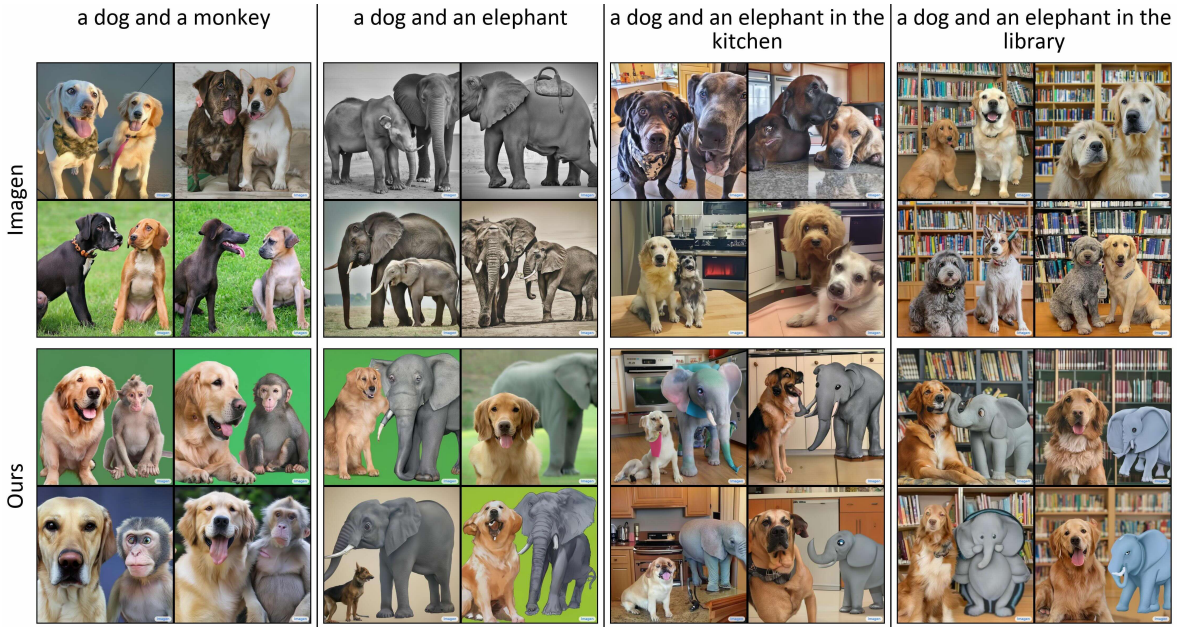 a dog and a monkey
a dog and an elephant
a dog and an elephant in the
kitchen
a dog and an elephant in the
library
Imagen
Ours